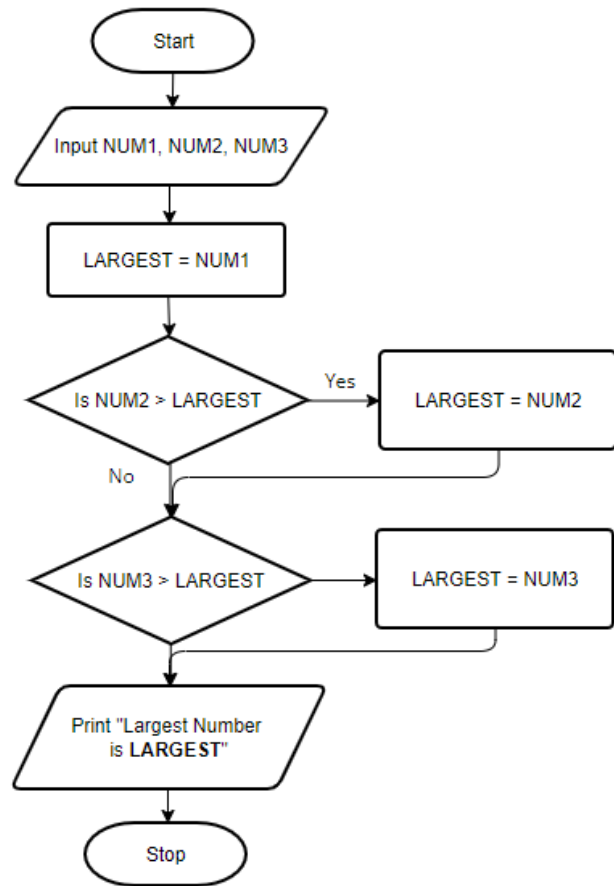 Start
Input NUM1, NUM2, NUM3
LARGEST = NUM1
Is NUM2 > LARGEST
Yes
LARGEST = NUM2
No
Is NUM3 > LARGEST
LARGEST = NUM3
Print "Largest Number
is LARGEST"
Stop